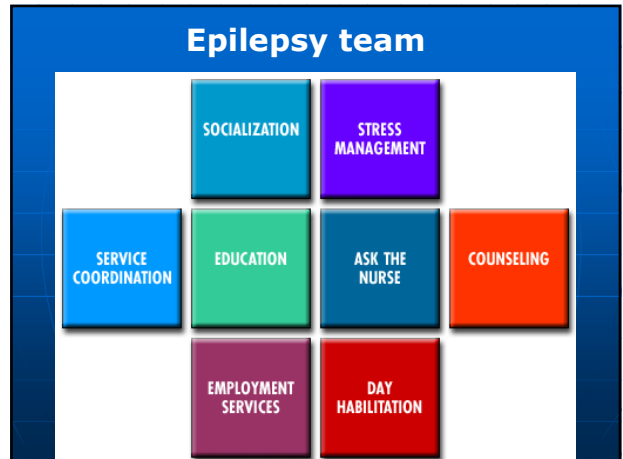 Epilepsy team
SOCIALIZATION
STRESS
MANAGEMENT
SERVICE
COORDINATION
EDUCATION
ASK THE
NURSE
COUNSELING
EMPLOYMENT
SERVICES
DAY
HABILITATION